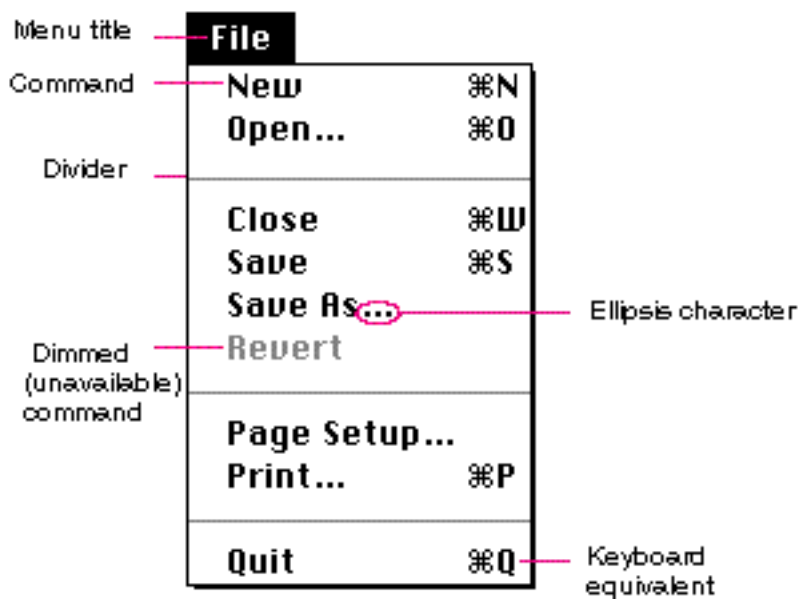 Menu title
File
Command
New ⌘N
Open... ⌘O
Divider
Close ⌘W
Save ⌘S
Save As...
Ellipsis character
Revert
Dimmed
(unavailable)
command
Page Setup...
Print... ⌘P
Quit ⌘Q
Keyboard
equivalent